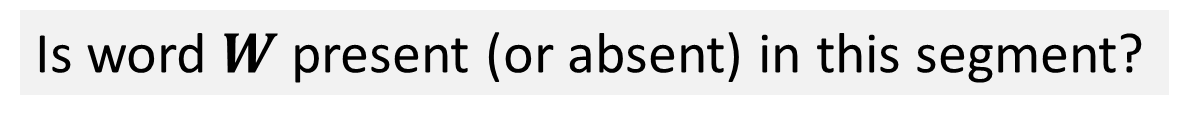 Is word W present (or absent) in this segment?